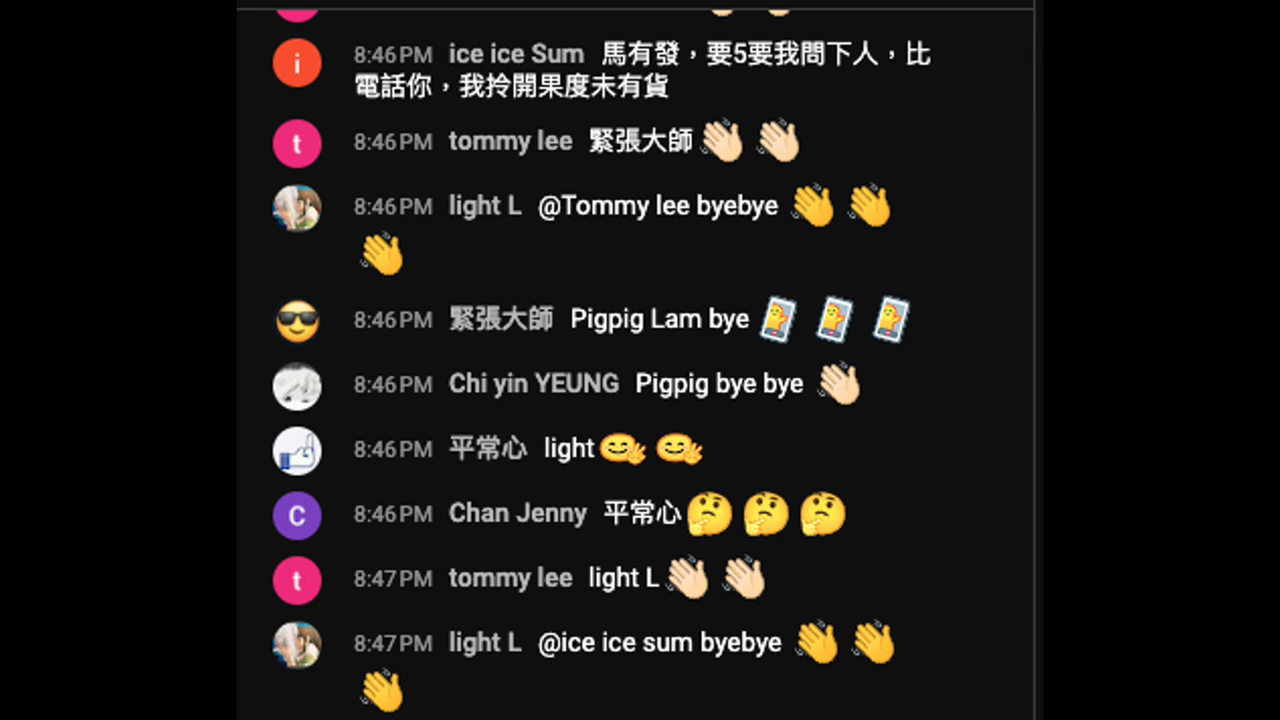 8:46 PM ice ice Sum 馬有發，要5要我問下人，比
電話你，我拎開果度未有貨
8:46 PM tommy lee 緊張大師👋🏻 👋🏻
8:46 PM light L @Tommy lee byebye 👋 👋
👋
8:46 PM 緊張大師 Pigpig Lam bye
8:46 PM Chi yin YEUNG Pigpig bye bye 👋🏻
8:46 PM 平常心 light
8:46 PM Chan Jenny 平常心🤔 🤔 🤔
8:47 PM tommy lee light L👋🏻 👋🏻
8:47 PM light L @ice ice sum byebye 👋 👋
👋